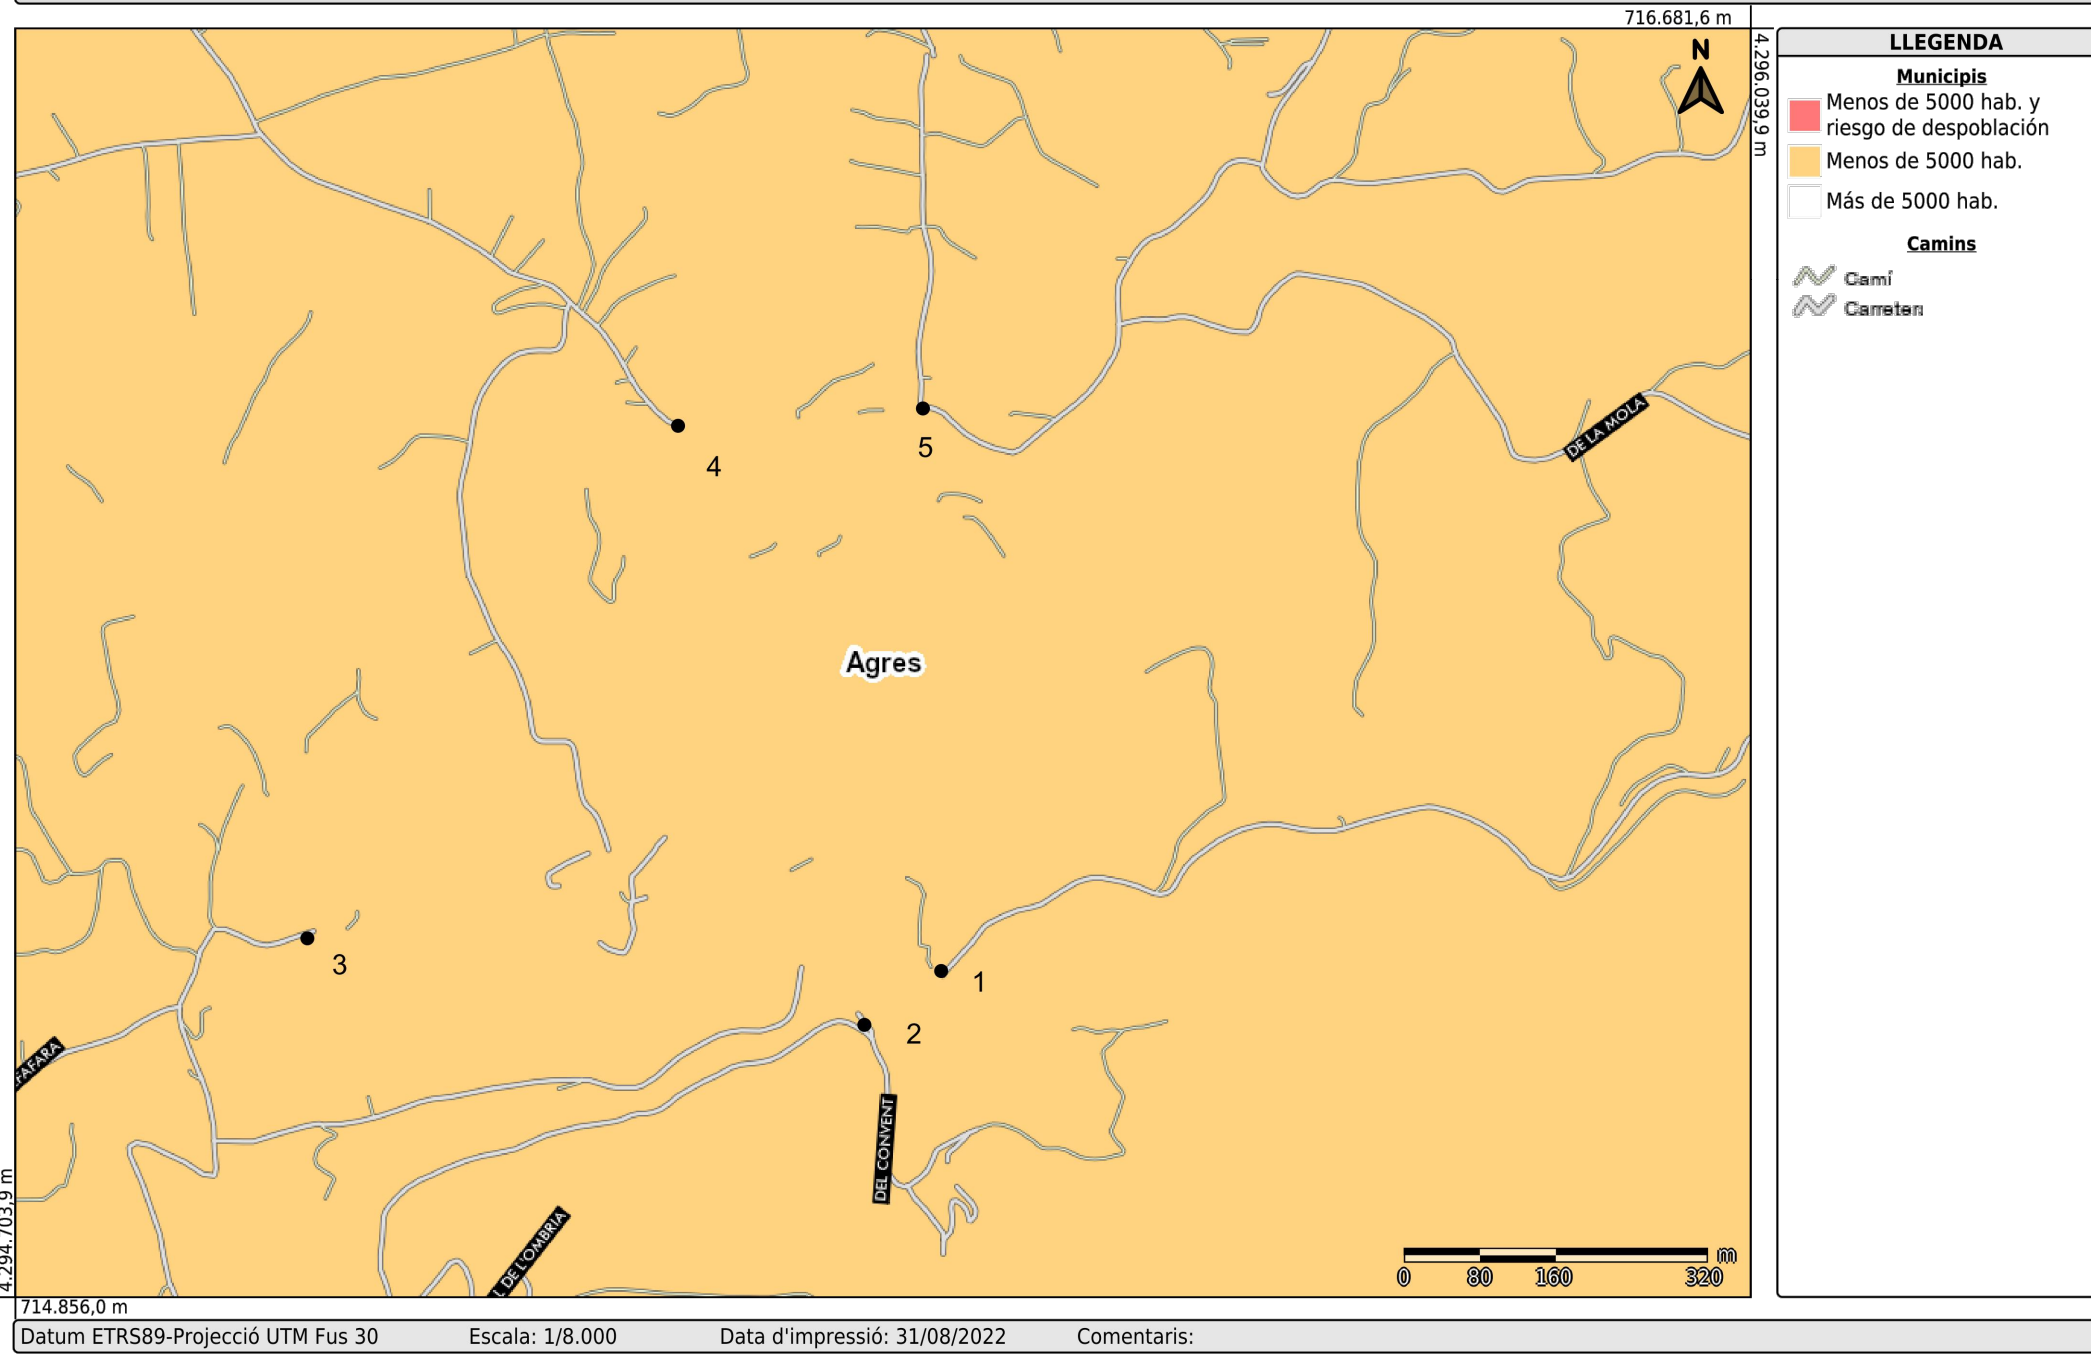 716.681,6 m
4.296.039,9 m
N
LLEGENDA
Municipis
Menos de 5000 hab. y
riesgo de despoblación
Menos de 5000 hab.
Más de 5000 hab.
Camins
Camí
Carretera
DE LA MOLA
4
5
Agres
3
1
2
FAFARA
DEL CONVENT
L DE L'OMBRIA
m
0 80 160 320
4.294.703,9 m
714.856,0 m
Datum ETRS89-Projecció UTM Fus 30 Escala: 1/8.000 Data d'impressió: 31/08/2022 Comentaris: